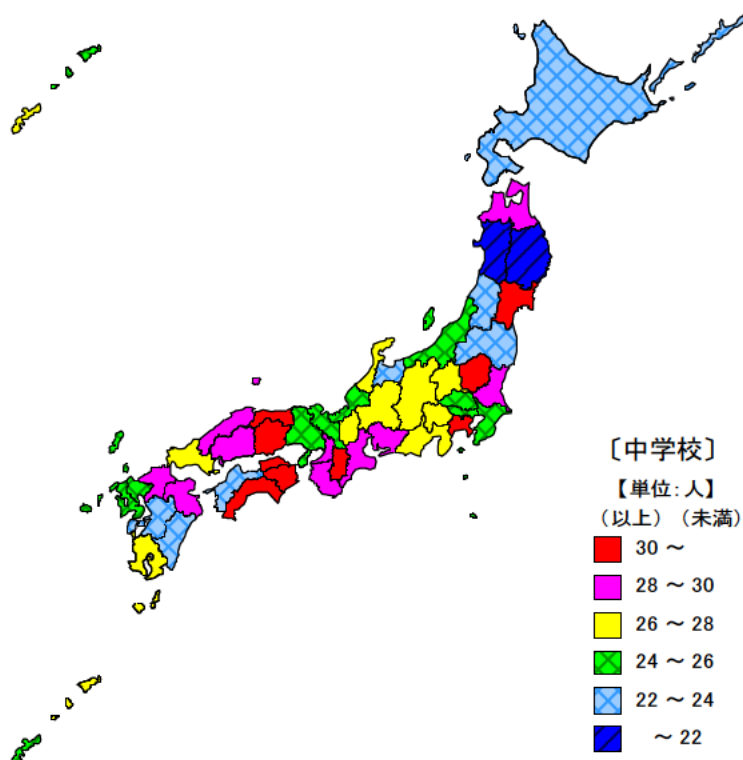 〔中学校〕
【単位:人】
(以上)(未満)
30 ～
28 ～ 30
26 ～ 28
24 ～ 26
22 ～ 24
～ 22